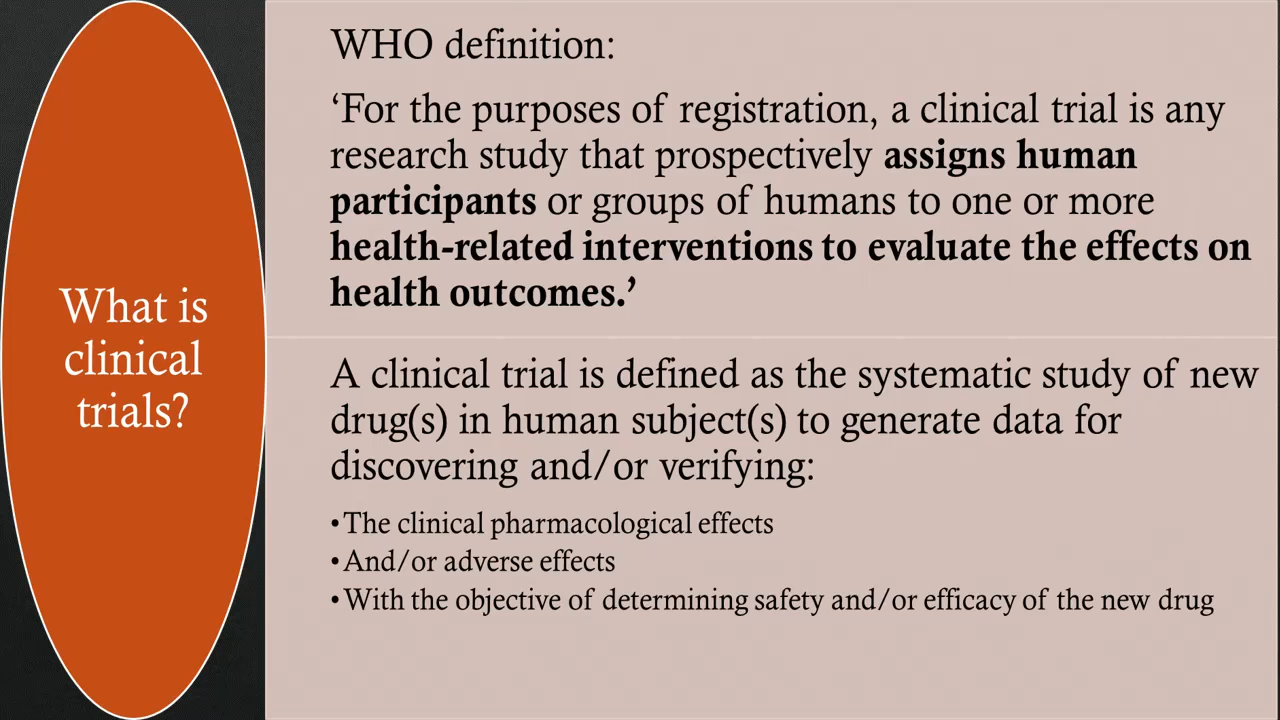 What is
clinical
trials?
WHO definition:
‘For the purposes of registration, a clinical trial is any
research study that prospectively assigns human
participants or groups of humans to one or more
health-related interventions to evaluate the effects on
health outcomes.’
A clinical trial is defined as the systematic study of new
drug(s) in human subject(s) to generate data for
discovering and/or verifying:
•The clinical pharmacological effects
•And/or adverse effects
•With the objective of determining safety and/or efficacy of the new drug